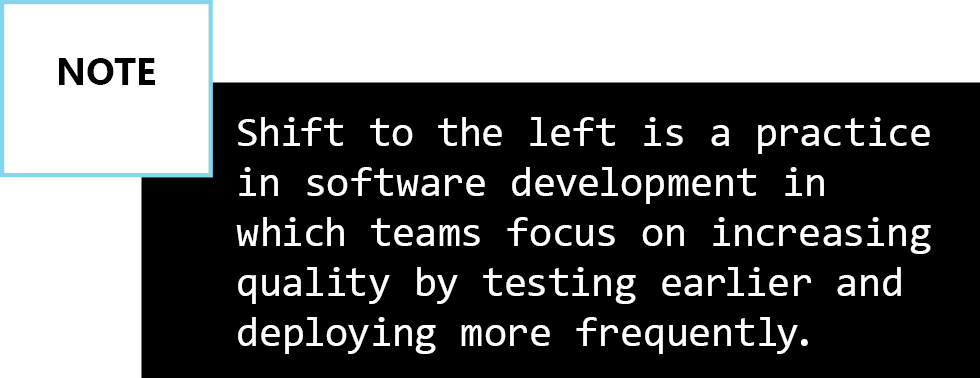 NOTE
Shift to the left is a practice
in software development in
which teams focus on increasing
quality by testing earlier and
deploying more frequently.